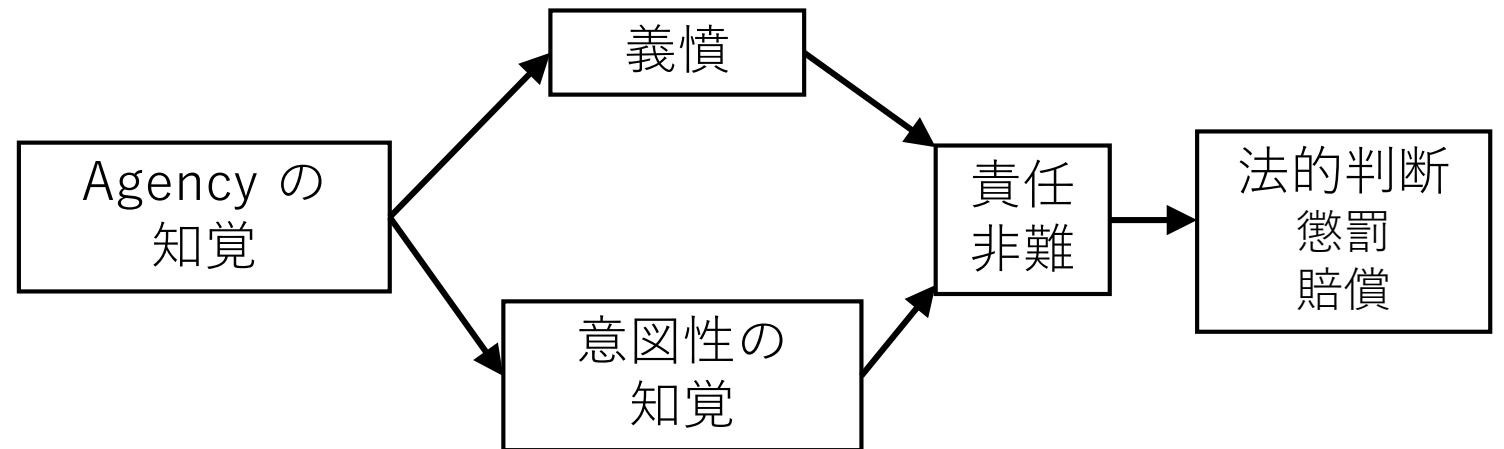 義憤
Agency の
知覚
意図性の
知覚
責任
非難
法的判断
懲罰
賠償